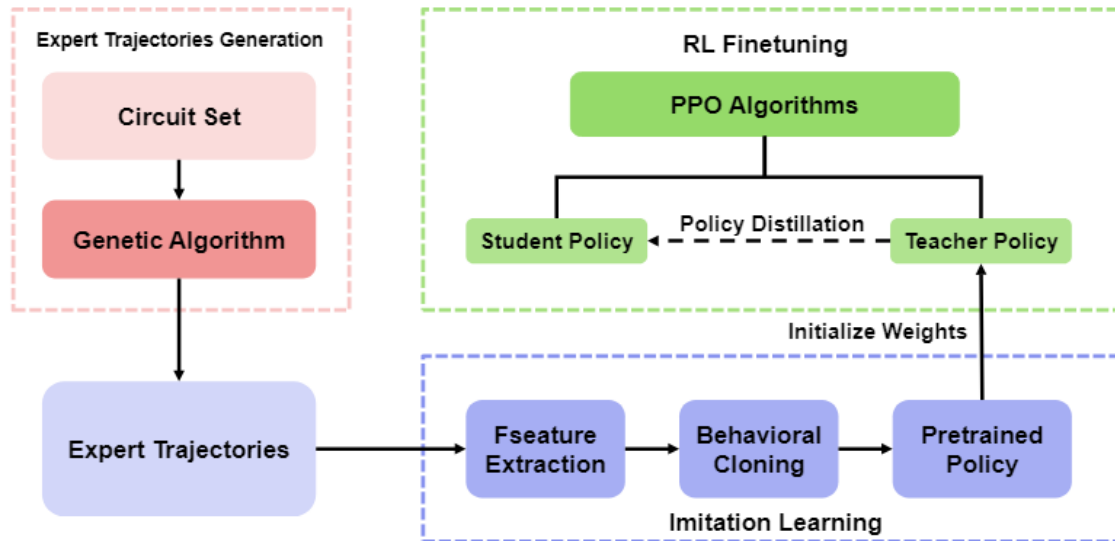 Expert Trajectories Generation
Circuit Set
Genetic Algorithm
Expert Trajectories
RL Finetuning
PPO Algorithms
Student Policy
Policy Distillation
Teacher Policy
Initialize Weights
Fseature
Extraction
Behavioral
Cloning
Pretrained
Policy
Imitation Learning